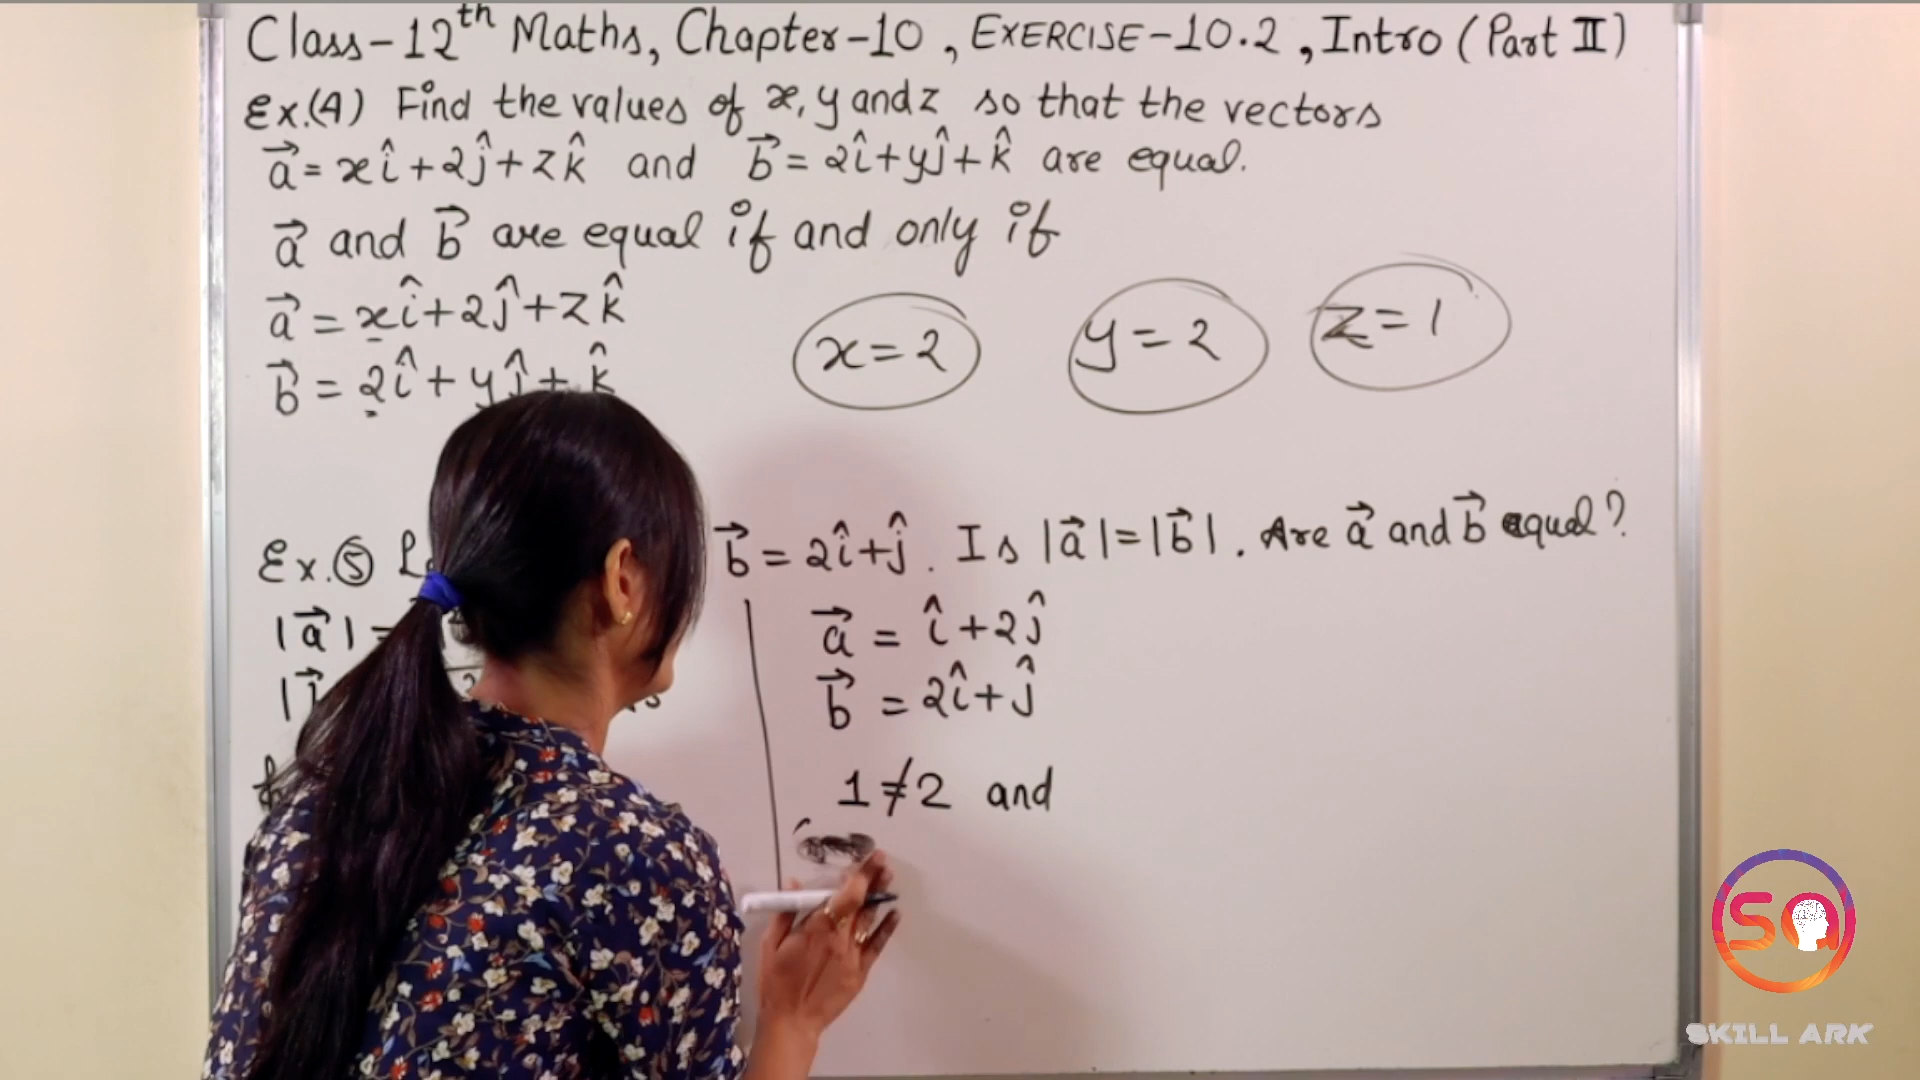 Class-12th Maths, Chapter-10, EXERCISE-10.2, Intro (Part II)
Ex.(4) Find the values of x, y and z so that the vectors
a⃗ = xî + 2ĵ + zk̂ and b⃗ = 2î + yĵ + k̂ are equal.
a⃗ and b⃗ are equal if and only if
a⃗ = xî + 2ĵ + zk̂
b⃗ = 2î + yĵ + k̂
x = 2 y = 2 z = 1
Ex.⑤ b⃗ = 2î + ĵ. Is |a⃗| = |b⃗|. Are a⃗ and b⃗ equal?
|a⃗| =
a⃗ = î + 2ĵ
b⃗ = 2î + ĵ
1 ≠ 2 and
SA
SKILL ARK